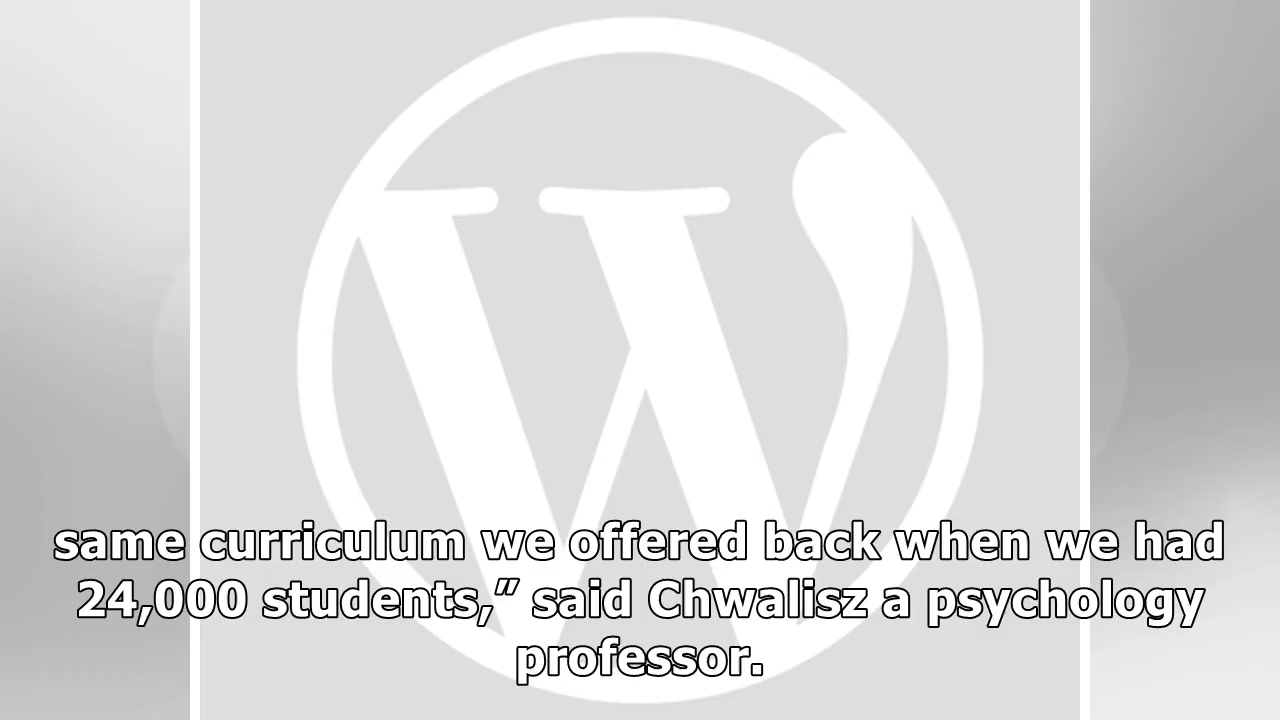 same curriculum we offered back when we had
24,000 students,” said Chwalisz a psychology
professor.